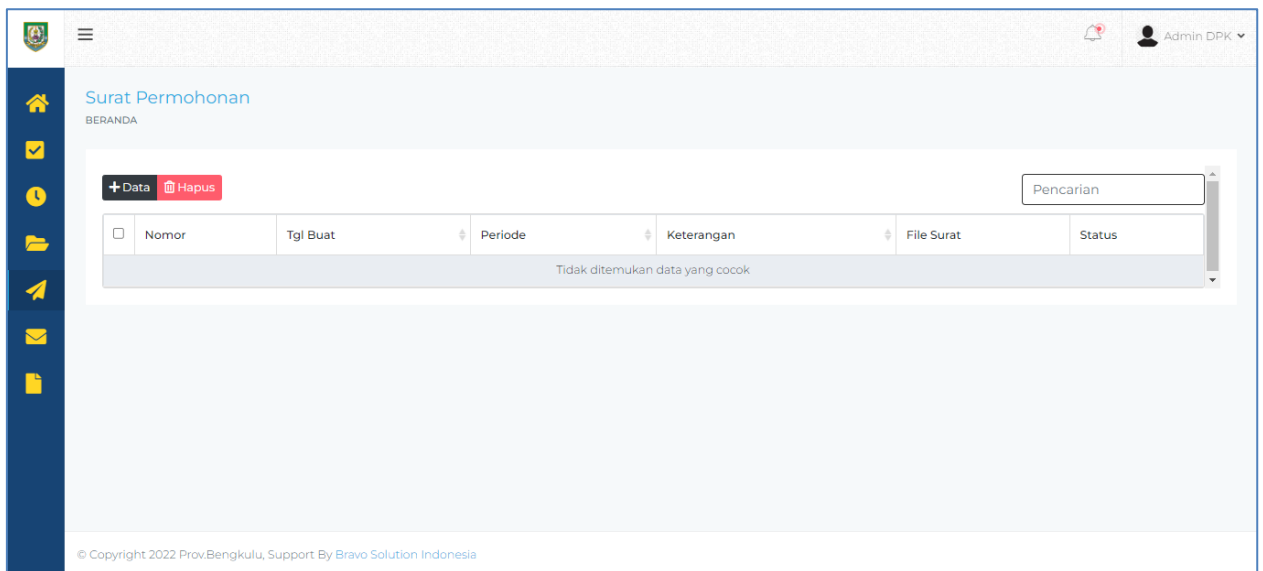 Admin DPK
Surat Permohonan
BERANDA
Data Hapus
Pencarian
Nomor Tgl Buat Periode Keterangan File Surat Status
Tidak ditemukan data yang cocok
© Copyright 2022 Prov.Bengkulu, Support By Bravo Solution Indonesia